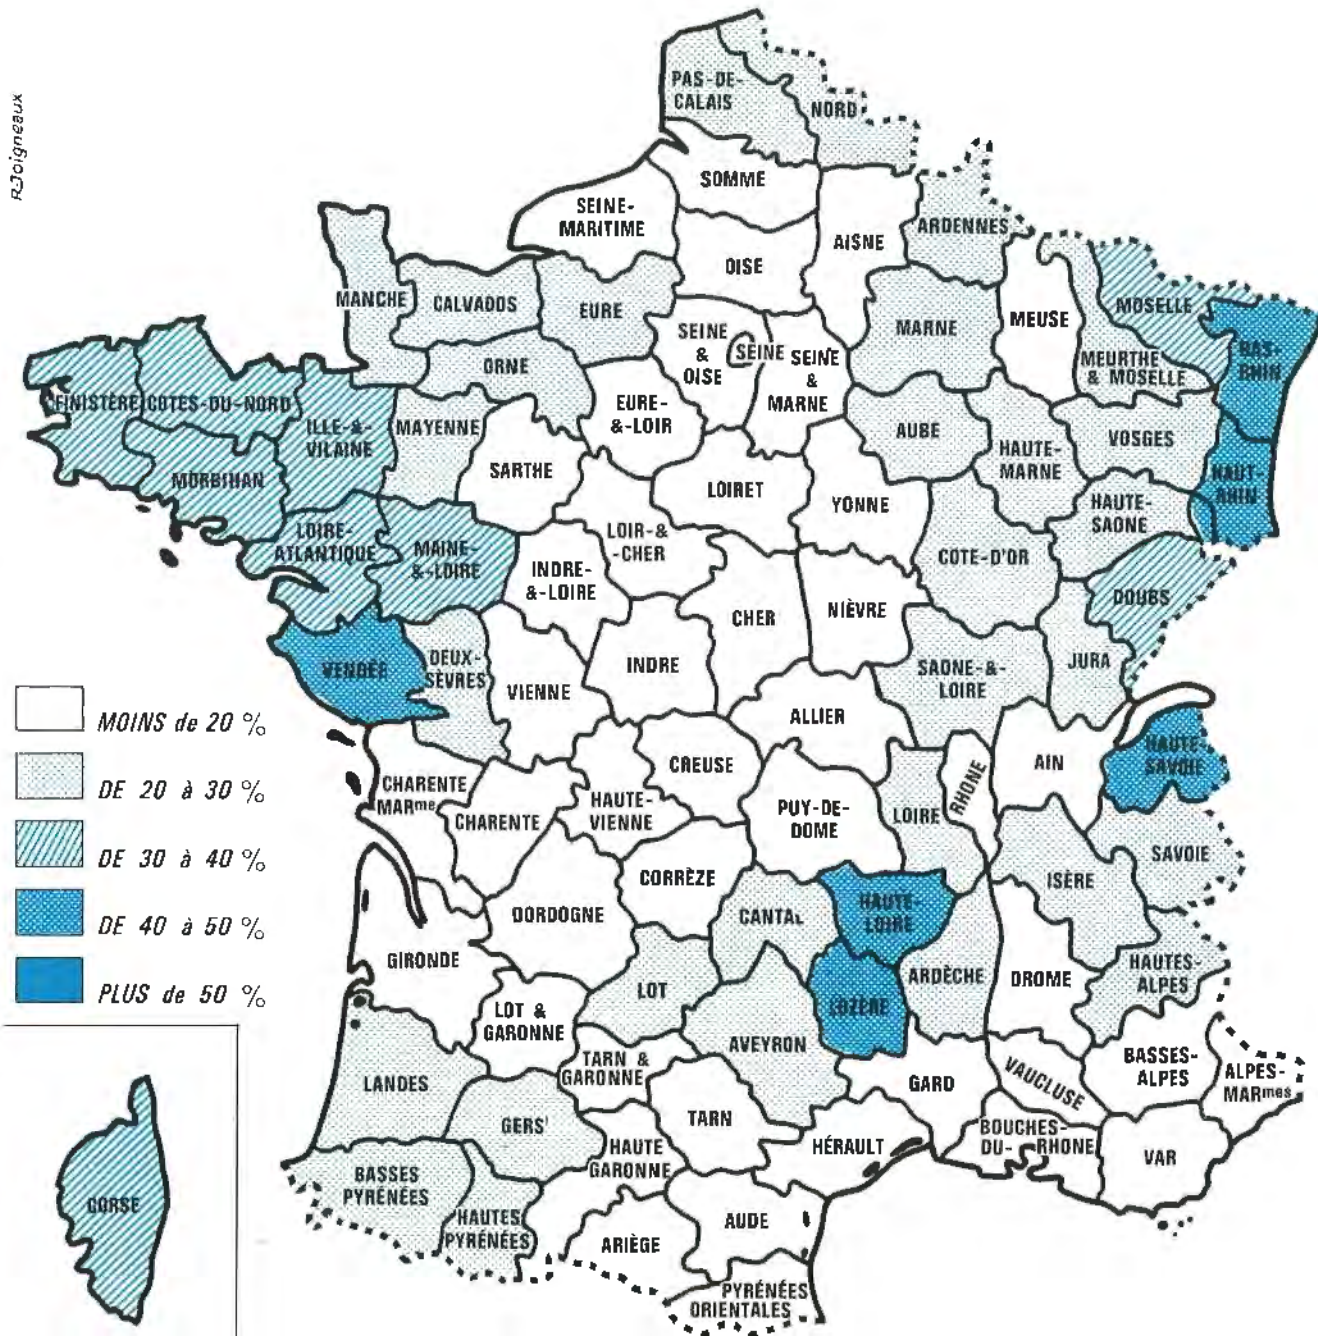 R.Joigneaux
PAS-DE-
CALAIS
NORD
SOMME
SEINE-
MARITIME
OISE
AISNE
ARDENNES
MANCHE
CALVADOS
EURE
ORNE
SEINE
&
OISE
SEINE
SEINE
&
MARNE
MARNE
MEUSE
MOSELLE
MEURTHE
& MOSELLE
BAS-
RHIN
FINISTÈRE
COTES-DU-NORD
ILLE-&-
VILAINE
MORBIHAN
MAYENNE
SARTHE
EURE-
&-LOIR
LOIRET
YONNE
AUBE
HAUTE-
MARNE
VOSGES
HAUT-
RHIN
HAUTE-
SAONE
LOIRE-
ATLANTIQUE
MAINE-
&-LOIRE
INDRE-
&-LOIRE
LOIR-&
-CHER
CHER
NIÈVRE
COTE-D'OR
DOUBS
JURA
VENDÉE
DEUX-
SÈVRES
VIENNE
INDRE
SAONE-&-
LOIRE
ALLIER
CREUSE
HAUTE-
VIENNE
CHARENTE
MARme
CHARENTE
PUY-DE-
DOME
LOIRE
RHONE
AIN
HAUTE-
SAVOIE
SAVOIE
ISÈRE
CORRÈZE
DORDOGNE
CANTAL
HAUTE-
LOIRE
ARDÈCHE
DROME
HAUTES-
ALPES
GIRONDE
LOT &
GARONNE
LOT
AVEYRON
LOZÈRE
LANDES
GERS'
TARN &
GARONNE
TARN
GARD
VAUCLUSE
BASSES-
ALPES
ALPES-
MARmes
BASSES
PYRÉNÉES
HAUTES
PYRÉNÉES
HAUTE
GARONNE
ARIÈGE
HÉRAULT
AUDE
PYRÉNÉES
ORIENTALES
BOUCHES-
DU-RHONE
VAR
MOINS de 20 %
DE 20 à 30 %
DE 30 à 40 %
DE 40 à 50 %
PLUS de 50 %
CORSE